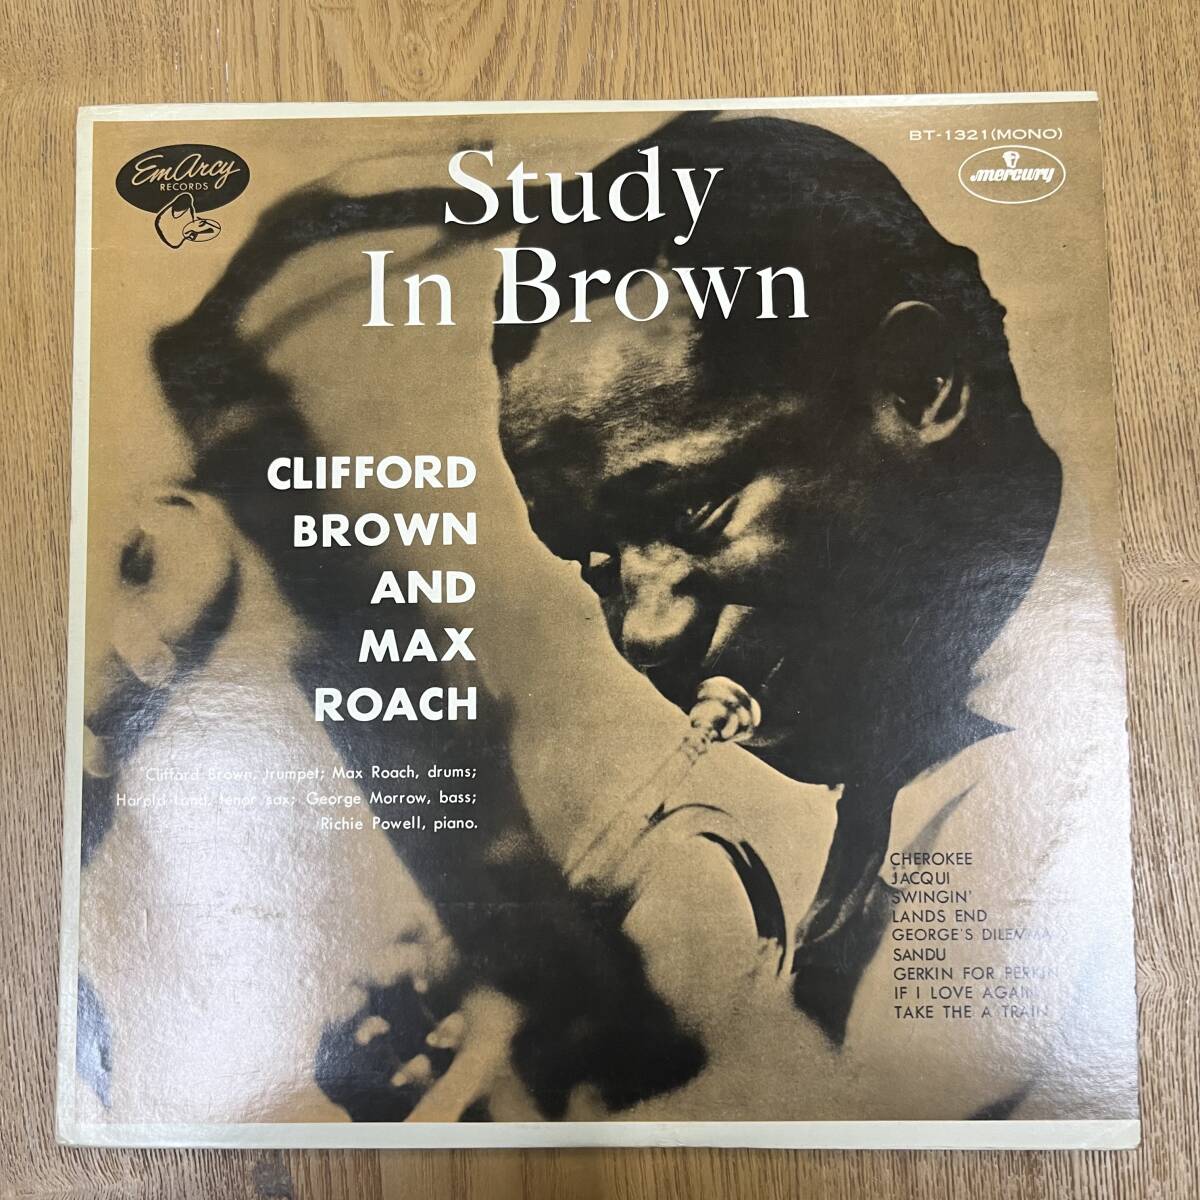 EmArcy
RECORDS
BT-1321(MONO)
mercury
Study
In Brown
CLIFFORD
BROWN
AND
MAX
ROACH
Clifford Brown, trumpet; Max Roach, drums;
Harold Land, tenor sax; George Morrow, bass;
Richie Powell, piano.
CHEROKEE
JACQUI
SWINGIN'
LANDS END
GEORGE'S DILEMMA
SANDU
GERKIN FOR PERKIN
IF I LOVE AGAIN
TAKE THE A TRAIN